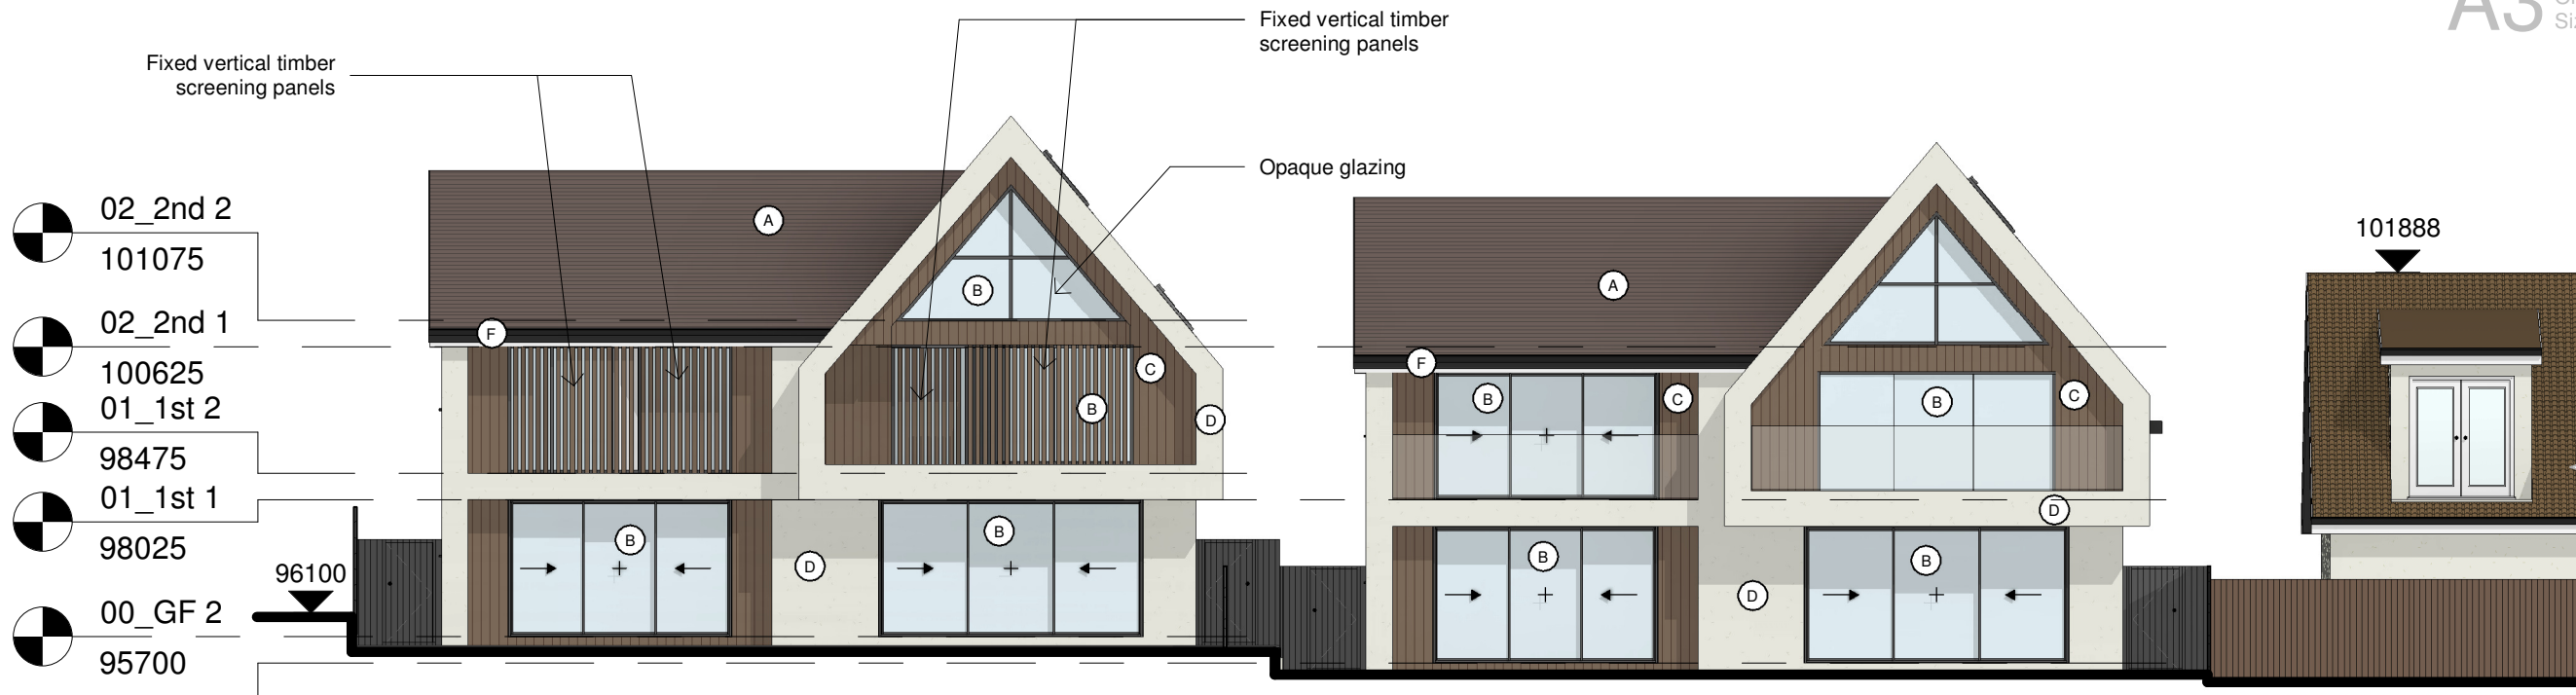 Fixed vertical timber
screening panels
Fixed vertical timber
screening panels
Opaque glazing
A3
02_2nd 2
101075
02_2nd 1
100625
01_1st 2
98475
01_1st 1
98025
96100
00_GF 2
95700
101888
A
B
F
C
B
D
B
B
D
A
F
B
C
B
C
D
B
B
D